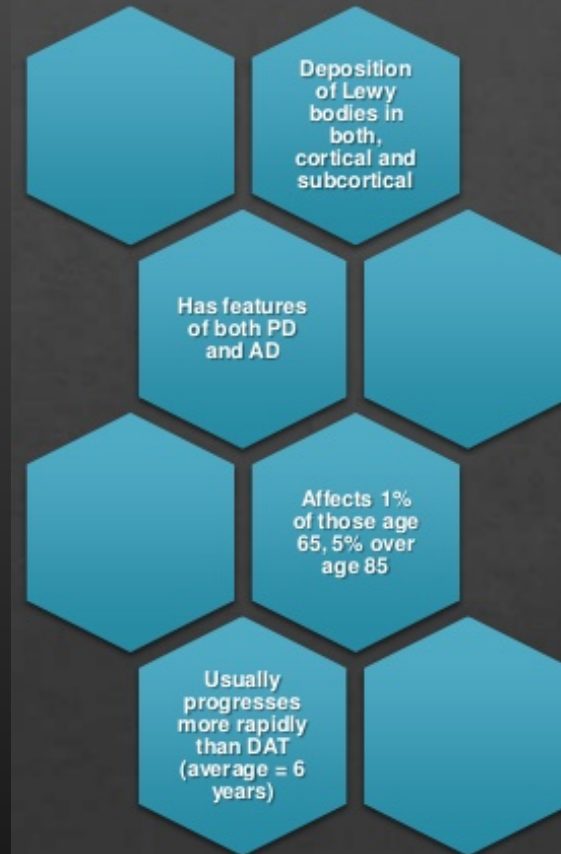 Deposition
of Lewy
bodies in
both,
cortical and
subcortical
Has features
of both PD
and AD
Affects 1%
of those age
65, 5% over
age 85
Usually
progresses
more rapidly
than DAT
(average = 6
years)